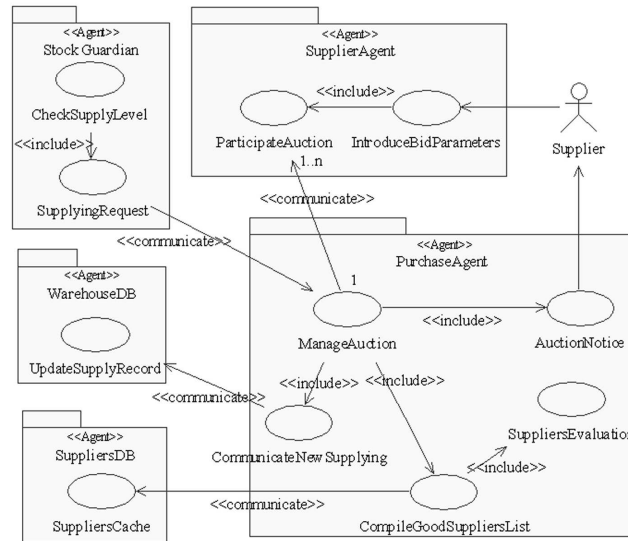 <<Agent>>
Stock Guardian
CheckSupplyLevel
<<include>>
SupplyingRequest
<<Agent>>
SupplierAgent
<<include>>
ParticipateAuction
IntroduceBidParameters
1..n
Supplier
<<communicate>>
<<communicate>>
<<Agent>>
PurchaseAgent
1
ManageAuction
<<include>>
AuctionNotice
<<Agent>>
WarehouseDB
UpdateSupplyRecord
<<include>>
<<include>>
<<communicate>>
SuppliersEvaluation
CommunicateNewSupplying
<<include>>
<<Agent>>
SuppliersDB
SuppliersCache
<<communicate>>
CompileGoodSuppliersList